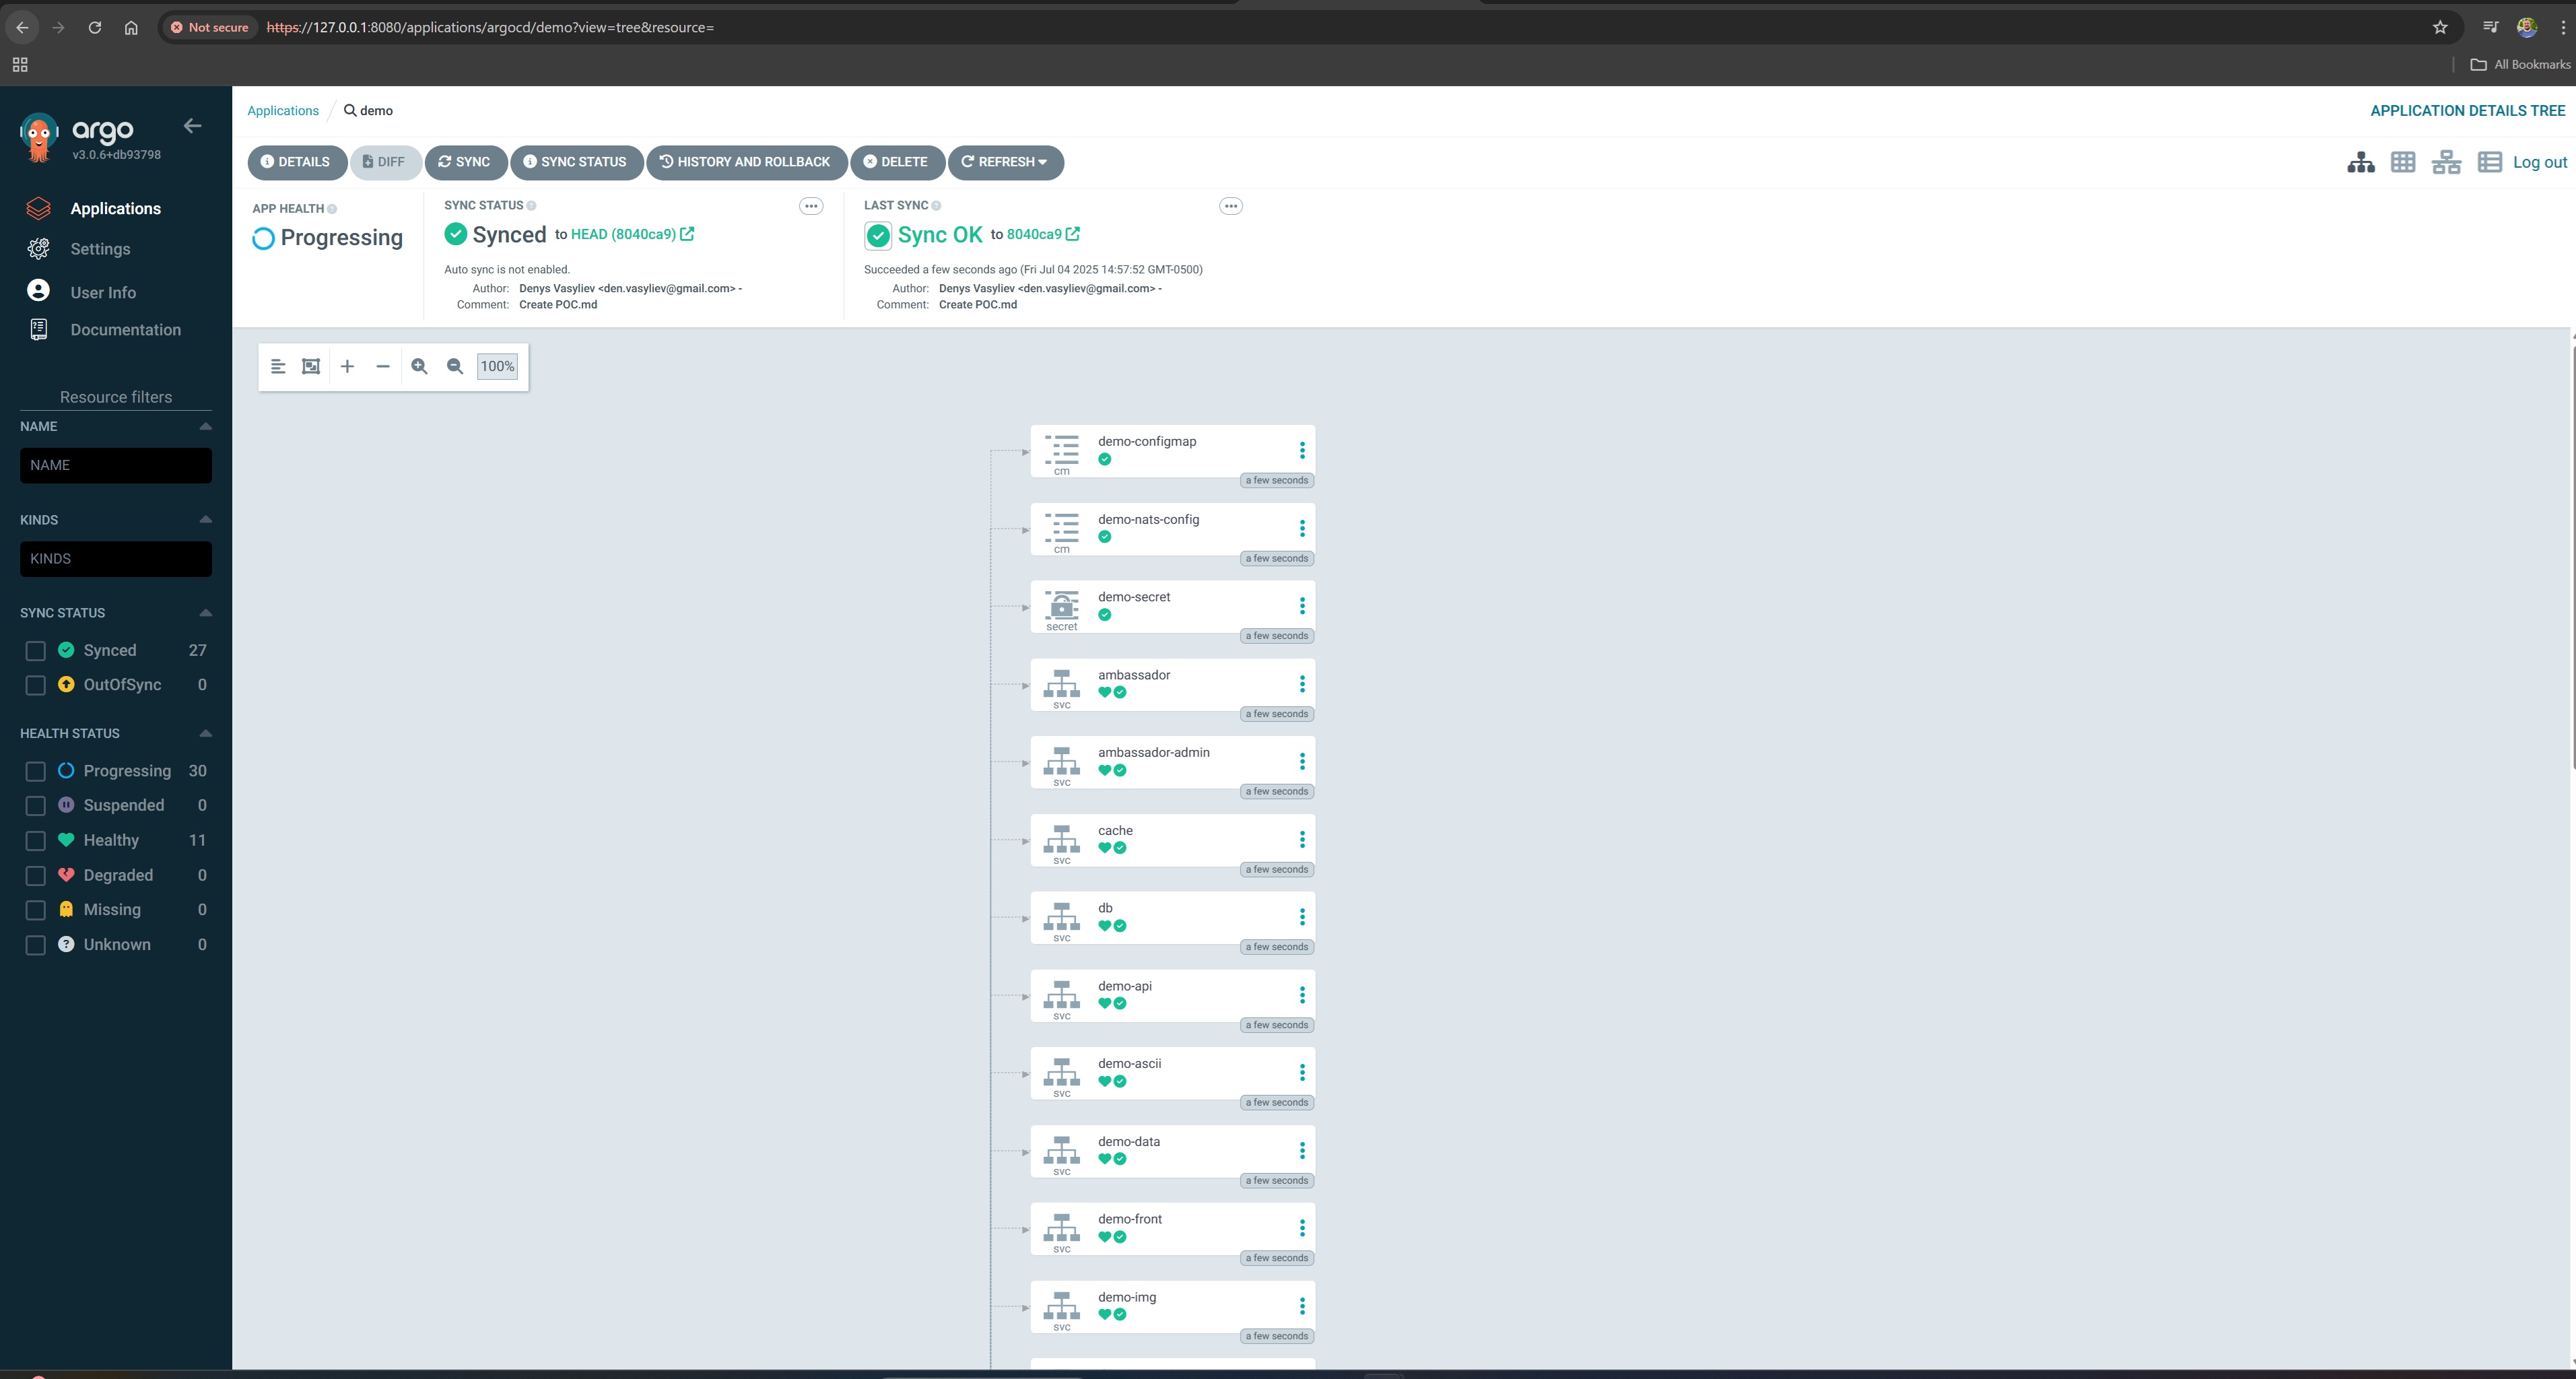 Not secure https://127.0.0.1:8080/applications/argocd/demo?view=tree&resource=
All Bookmarks
argo
v3.0.6+db93798
Applications
Settings
User Info
Documentation
Resource filters
NAME
NAME
KINDS
KINDS
SYNC STATUS
Synced 27
OutOfSync 0
HEALTH STATUS
Progressing 30
Suspended 0
Healthy 11
Degraded 0
Missing 0
Unknown 0
Applications / demo
APPLICATION DETAILS TREE
DETAILS DIFF SYNC SYNC STATUS HISTORY AND ROLLBACK DELETE REFRESH
Log out
APP HEALTH
Progressing
SYNC STATUS
Synced to HEAD (8040ca9)
Auto sync is not enabled.
Author: Denys Vasyliev <den.vasyliev@gmail.com> -
Comment: Create POC.md
LAST SYNC
Sync OK to 8040ca9
Succeeded a few seconds ago (Fri Jul 04 2025 14:57:52 GMT-0500)
Author: Denys Vasyliev <den.vasyliev@gmail.com> -
Comment: Create POC.md
100%
demo-configmap
cm
a few seconds
demo-nats-config
cm
a few seconds
demo-secret
secret
a few seconds
ambassador
svc
a few seconds
ambassador-admin
svc
a few seconds
cache
svc
a few seconds
db
svc
a few seconds
demo-api
svc
a few seconds
demo-ascii
svc
a few seconds
demo-data
svc
a few seconds
demo-front
svc
a few seconds
demo-img
svc
a few seconds